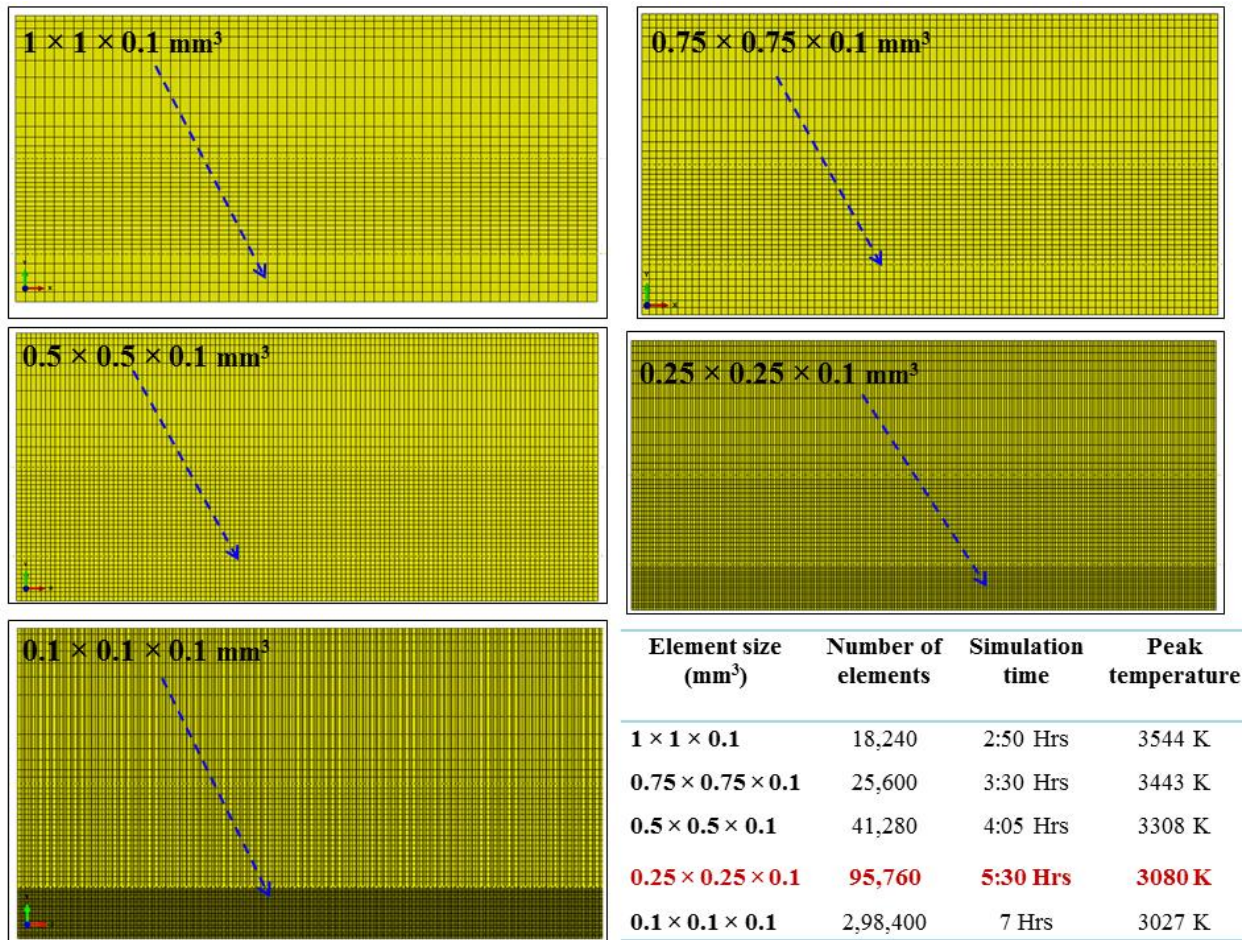 1 × 1 × 0.1 mm³
0.75 × 0.75 × 0.1 mm³
0.5 × 0.5 × 0.1 mm³
0.25 × 0.25 × 0.1 mm³
0.1 × 0.1 × 0.1 mm³
Element size (mm³) Number of elements Simulation time Peak temperature
1 × 1 × 0.1 18,240 2:50 Hrs 3544 K
0.75 × 0.75 × 0.1 25,600 3:30 Hrs 3443 K
0.5 × 0.5 × 0.1 41,280 4:05 Hrs 3308 K
0.25 × 0.25 × 0.1 95,760 5:30 Hrs 3080 K
0.1 × 0.1 × 0.1 2,98,400 7 Hrs 3027 K